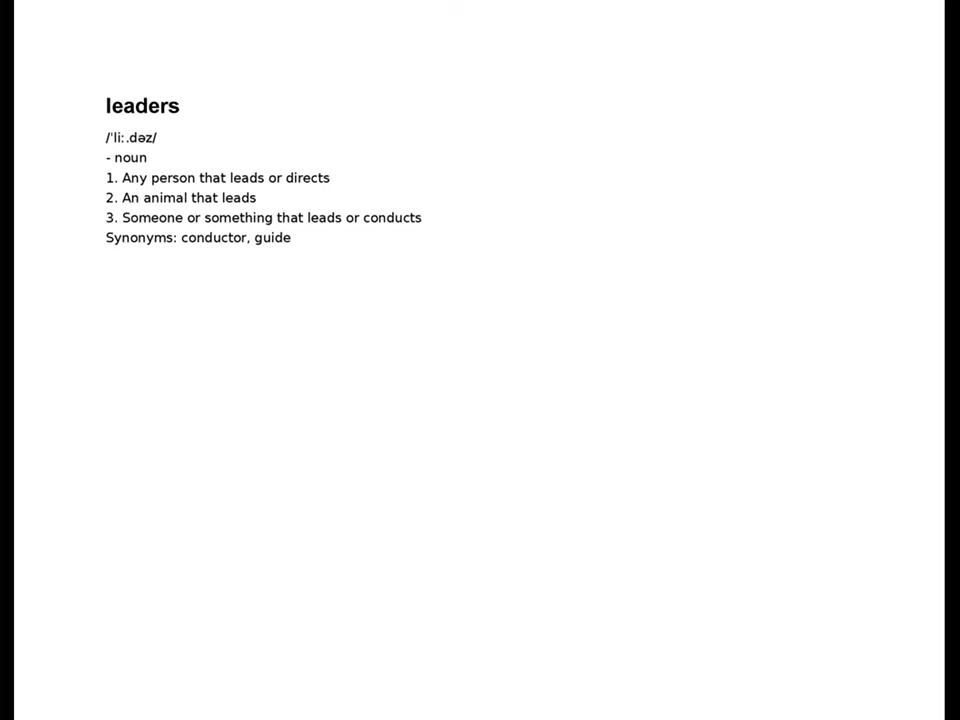 leaders
/ˈliː.dəz/
- noun
1. Any person that leads or directs
2. An animal that leads
3. Someone or something that leads or conducts
Synonyms: conductor, guide